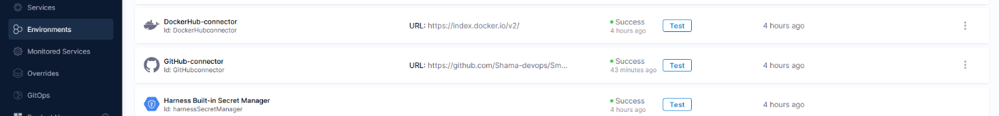 Services
Environments
Monitored Services
Overrides
GitOps
DockerHub-connector
Id: DockerHubconnector
URL: https://index.docker.io/v2/
Success
4 hours ago
Test
4 hours ago
GitHub-connector
Id: GitHubconnector
URL: https://github.com/Shama-devops/Sm...
Success
43 minutes ago
Test
4 hours ago
Harness Built-in Secret Manager
Id: harnessSecretManager
Success
4 hours ago
Test
4 hours ago